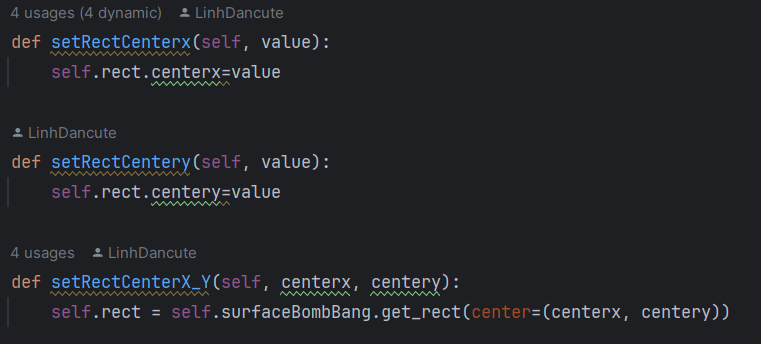 4 usages (4 dynamic) LinhDancute
def setRectCenterx(self, value):
    self.rect.centerx=value
LinhDancute
def setRectCentery(self, value):
    self.rect.centery=value
4 usages LinhDancute
def setRectCenterX_Y(self, centerx, centery):
    self.rect = self.surfaceBombBang.get_rect(center=(centerx, centery))